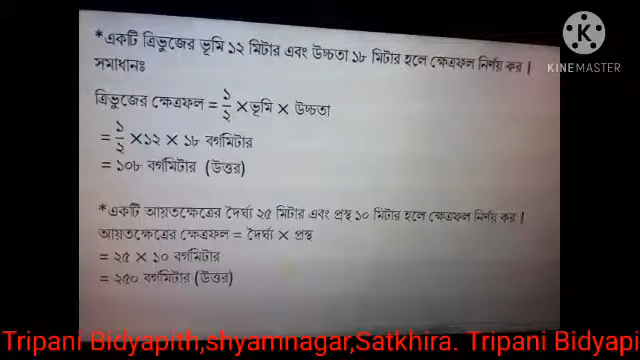 *একটি ত্রিভুজের ভূমি ১২ মিটার এবং উচ্চতা ১৮ মিটার হলে ক্ষেত্রফল নির্ণয় কর।
KINEMASTER
সমাধানঃ
ত্রিভুজের ক্ষেত্রফল = ১/২ ×ভূমি × উচ্চতা
= ১/২ ×১২ × ১৮ বর্গমিটার
= ১০৮ বর্গমিটার (উত্তর)
*একটি আয়তক্ষেত্রের দৈর্ঘ্য ২৫ মিটার এবং প্রস্থ ১০ মিটার হলে ক্ষেত্রফল নির্ণয় কর।
আয়তক্ষেত্রের ক্ষেত্রফল = দৈর্ঘ্য × প্রস্থ
= ২৫ × ১০ বর্গমিটার
= ২৫০ বর্গমিটার (উত্তর)
Tripani Bidyapith,shyamnagar,Satkhira. Tripani Bidyapi